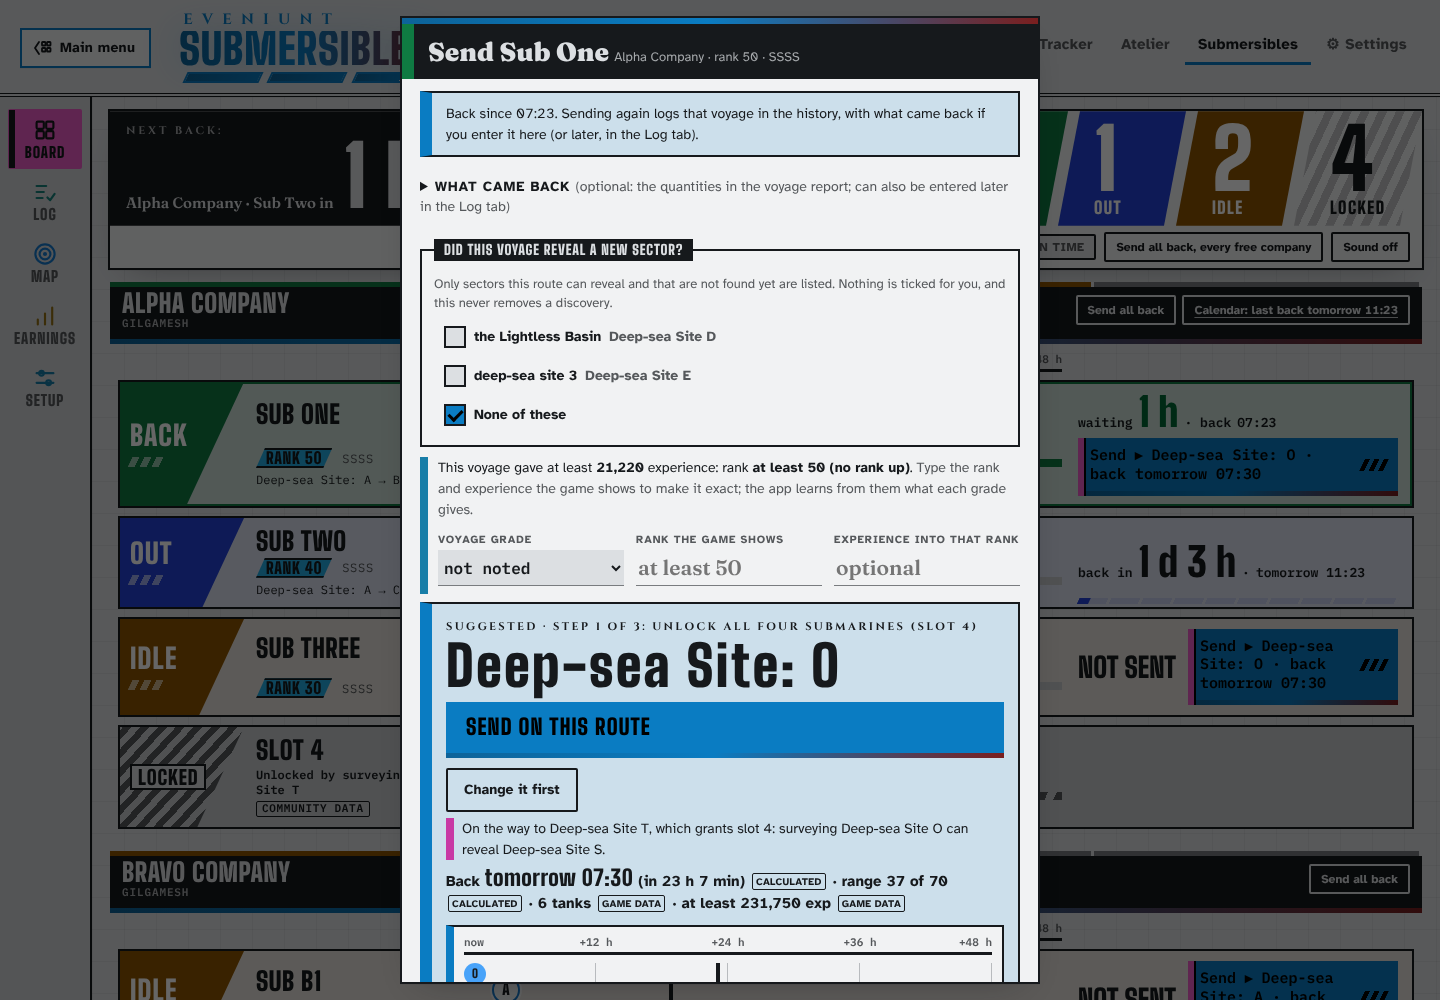 Main menu
EVENIUNT
SUBMERSIBLE
Tracker
Atelier
Submersibles
Settings
BOARD
LOG
MAP
EARNINGS
SETUP
NEXT BACK:
Alpha Company · Sub Two in
1
1 OUT
2 IDLE
4 LOCKED
N TIME
Send all back, every free company
Sound off
ALPHA COMPANY
GILGAMESH
Send all back
Calendar: last back tomorrow 11:23
48 h
BACK
SUB ONE
RANK 50 SSSS
Deep-sea Site: A → B
waiting 1 h · back 07:23
Send ▶ Deep-sea Site: O ·
back tomorrow 07:30
OUT
SUB TWO
RANK 40 SSSS
Deep-sea Site: A → C
back in 1 d 3 h · tomorrow 11:23
IDLE
SUB THREE
RANK 30 SSSS
NOT SENT
Send ▶ Deep-sea
Site: O · back
tomorrow 07:30
LOCKED
SLOT 4
Unlocked by surveyin
Site T
COMMUNITY DATA
BRAVO COMPANY
GILGAMESH
Send all back
48 h
IDLE
SUB B1
A
NOT SENT
Send ▶ Deep-sea
Site: A · back
Send Sub One Alpha Company · rank 50 · SSSS
Back since 07:23. Sending again logs that voyage in the history, with what came back if
you enter it here (or later, in the Log tab).
▶ WHAT CAME BACK (optional: the quantities in the voyage report; can also be entered later
in the Log tab)
DID THIS VOYAGE REVEAL A NEW SECTOR?
Only sectors this route can reveal and that are not found yet are listed. Nothing is ticked for you, and
this never removes a discovery.
the Lightless Basin Deep-sea Site D
deep-sea site 3 Deep-sea Site E
None of these
This voyage gave at least 21,220 experience: rank at least 50 (no rank up). Type the rank
and experience the game shows to make it exact; the app learns from them what each grade
gives.
VOYAGE GRADE
not noted
RANK THE GAME SHOWS
at least 50
EXPERIENCE INTO THAT RANK
optional
SUGGESTED · STEP 1 OF 3: UNLOCK ALL FOUR SUBMARINES (SLOT 4)
Deep-sea Site: O
SEND ON THIS ROUTE
Change it first
On the way to Deep-sea Site T, which grants slot 4: surveying Deep-sea Site O can
reveal Deep-sea Site S.
Back tomorrow 07:30 (in 23 h 7 min) CALCULATED · range 37 of 70
CALCULATED · 6 tanks GAME DATA · at least 231,750 exp GAME DATA
now +12 h +24 h +36 h +48 h
O